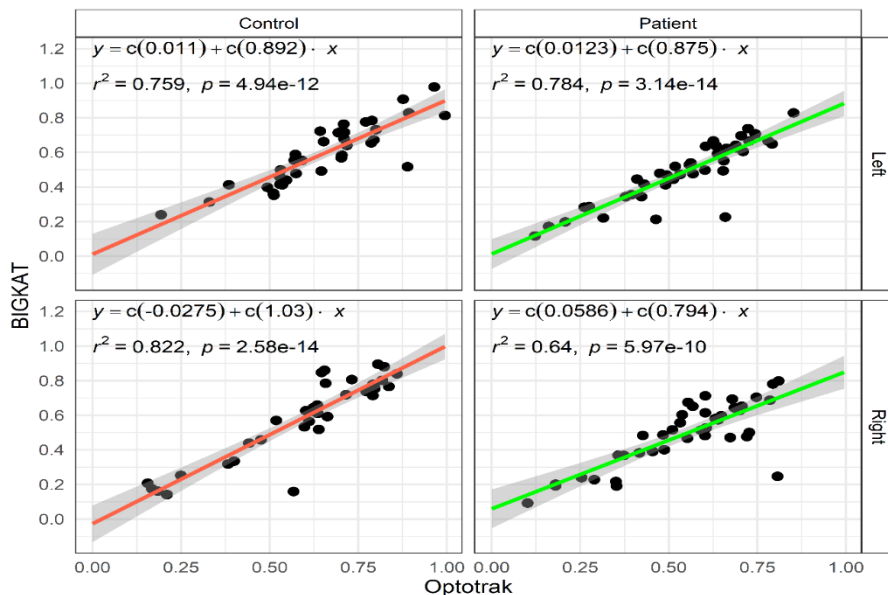 Control
Patient
y = c(0.011) + c(0.892) · x
r² = 0.759, p = 4.94e-12
y = c(0.0123) + c(0.875) · x
r² = 0.784, p = 3.14e-14
Left
1.2
1.0
0.8
0.6
0.4
0.2
0.0
BIGKAT
y = c(-0.0275) + c(1.03) · x
r² = 0.822, p = 2.58e-14
y = c(0.0586) + c(0.794) · x
r² = 0.64, p = 5.97e-10
Right
1.2
1.0
0.8
0.6
0.4
0.2
0.0
0.00 0.25 0.50 0.75 1.00 0.00 0.25 0.50 0.75 1.00
Optotrak